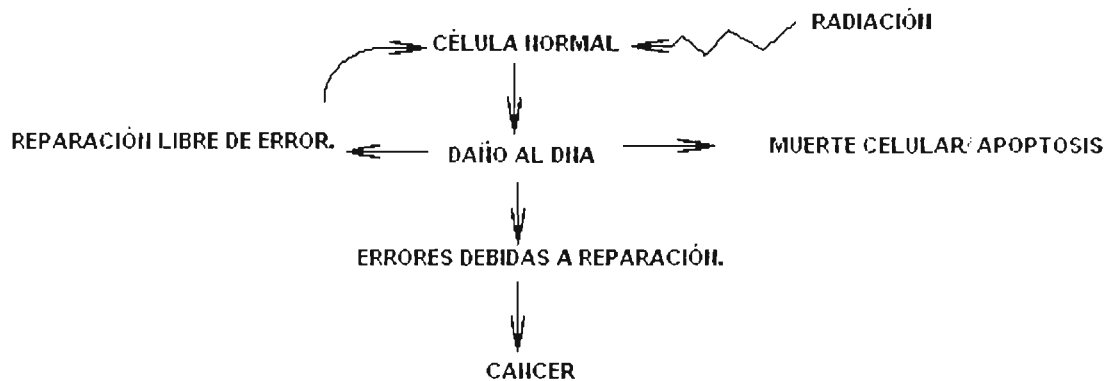 RADIACIÓN
CÉLULA NORMAL
REPARACIÓN LIBRE DE ERROR.
DAÑO AL DNA
MUERTE CELULAR/ APOPTOSIS
ERRORES DEBIDAS A REPARACIÓN.
CANCER